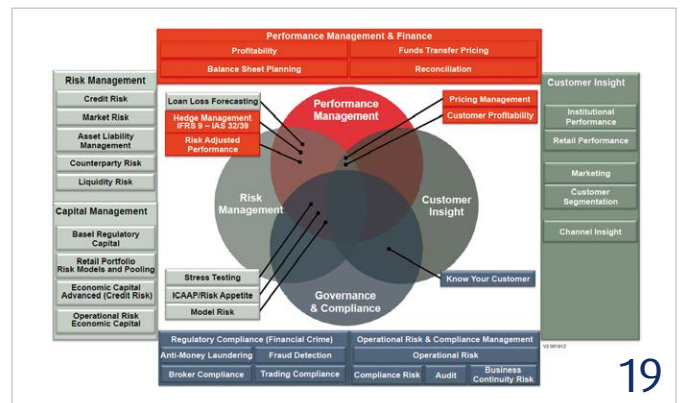 Performance Management & Finance
Profitability
Funds Transfer Pricing
Balance Sheet Planning
Reconciliation
Risk Management
Credit Risk
Market Risk
Asset Liability
Management
Counterparty Risk
Liquidity Risk
Capital Management
Basel Regulatory
Capital
Retail Portfolio
Risk Models and Pooling
Economic Capital
Advanced (Credit Risk)
Operational Risk
Economic Capital
Loan Loss Forecasting
Hedge Management
IFRS 9 – IAS 32/39
Risk Adjusted
Performance
Performance
Management
Pricing Management
Customer Profitability
Risk
Management
Customer
Insight
Stress Testing
ICAAP/Risk Appetite
Model Risk
Governance
& Compliance
Know Your Customer
Customer Insight
Institutional
Performance
Retail Performance
Marketing
Customer
Segmentation
Channel Insight
Regulatory Compliance (Financial Crime)
Anti-Money Laundering
Fraud Detection
Broker Compliance
Trading Compliance
Operational Risk & Compliance Management
Operational Risk
Compliance Risk
Audit
Business
Continuity Risk
19